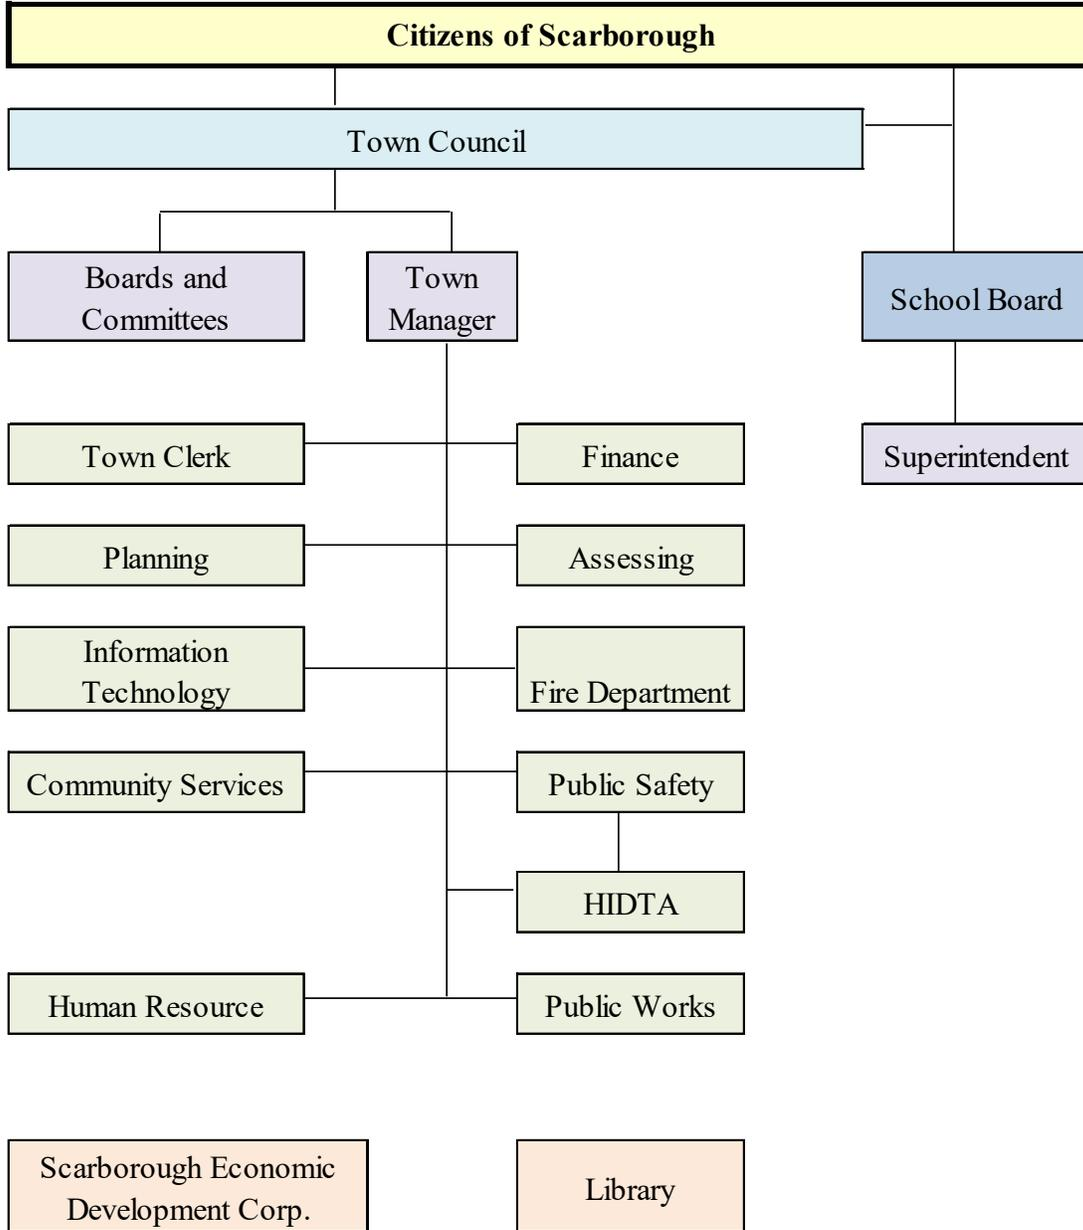 Citizens of Scarborough
Town Council
Boards and
Committees
Town
Manager
School Board
Town Clerk
Finance
Superintendent
Planning
Assessing
Information
Technology
Fire Department
Community Services
Public Safety
HIDTA
Human Resource
Public Works
Scarborough Economic
Development Corp.
Library